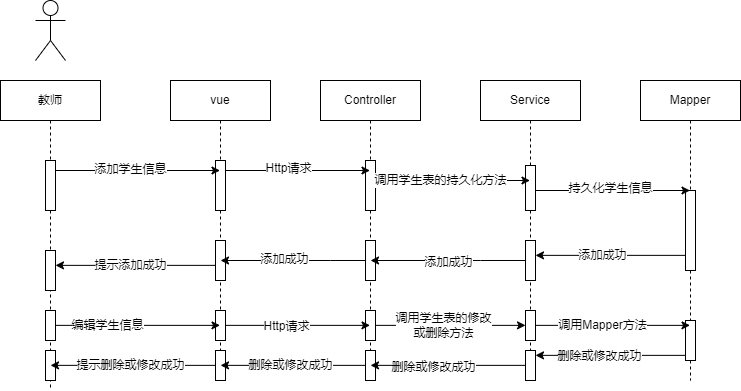 教师
vue
Controller
Service
Mapper
添加学生信息
Http请求
调用学生表的持久化方法
持久化学生信息
提示添加成功
添加成功
添加成功
添加成功
编辑学生信息
Http请求
调用学生表的修改
或删除方法
调用Mapper方法
提示删除或修改成功
删除或修改成功
删除或修改成功
删除或修改成功